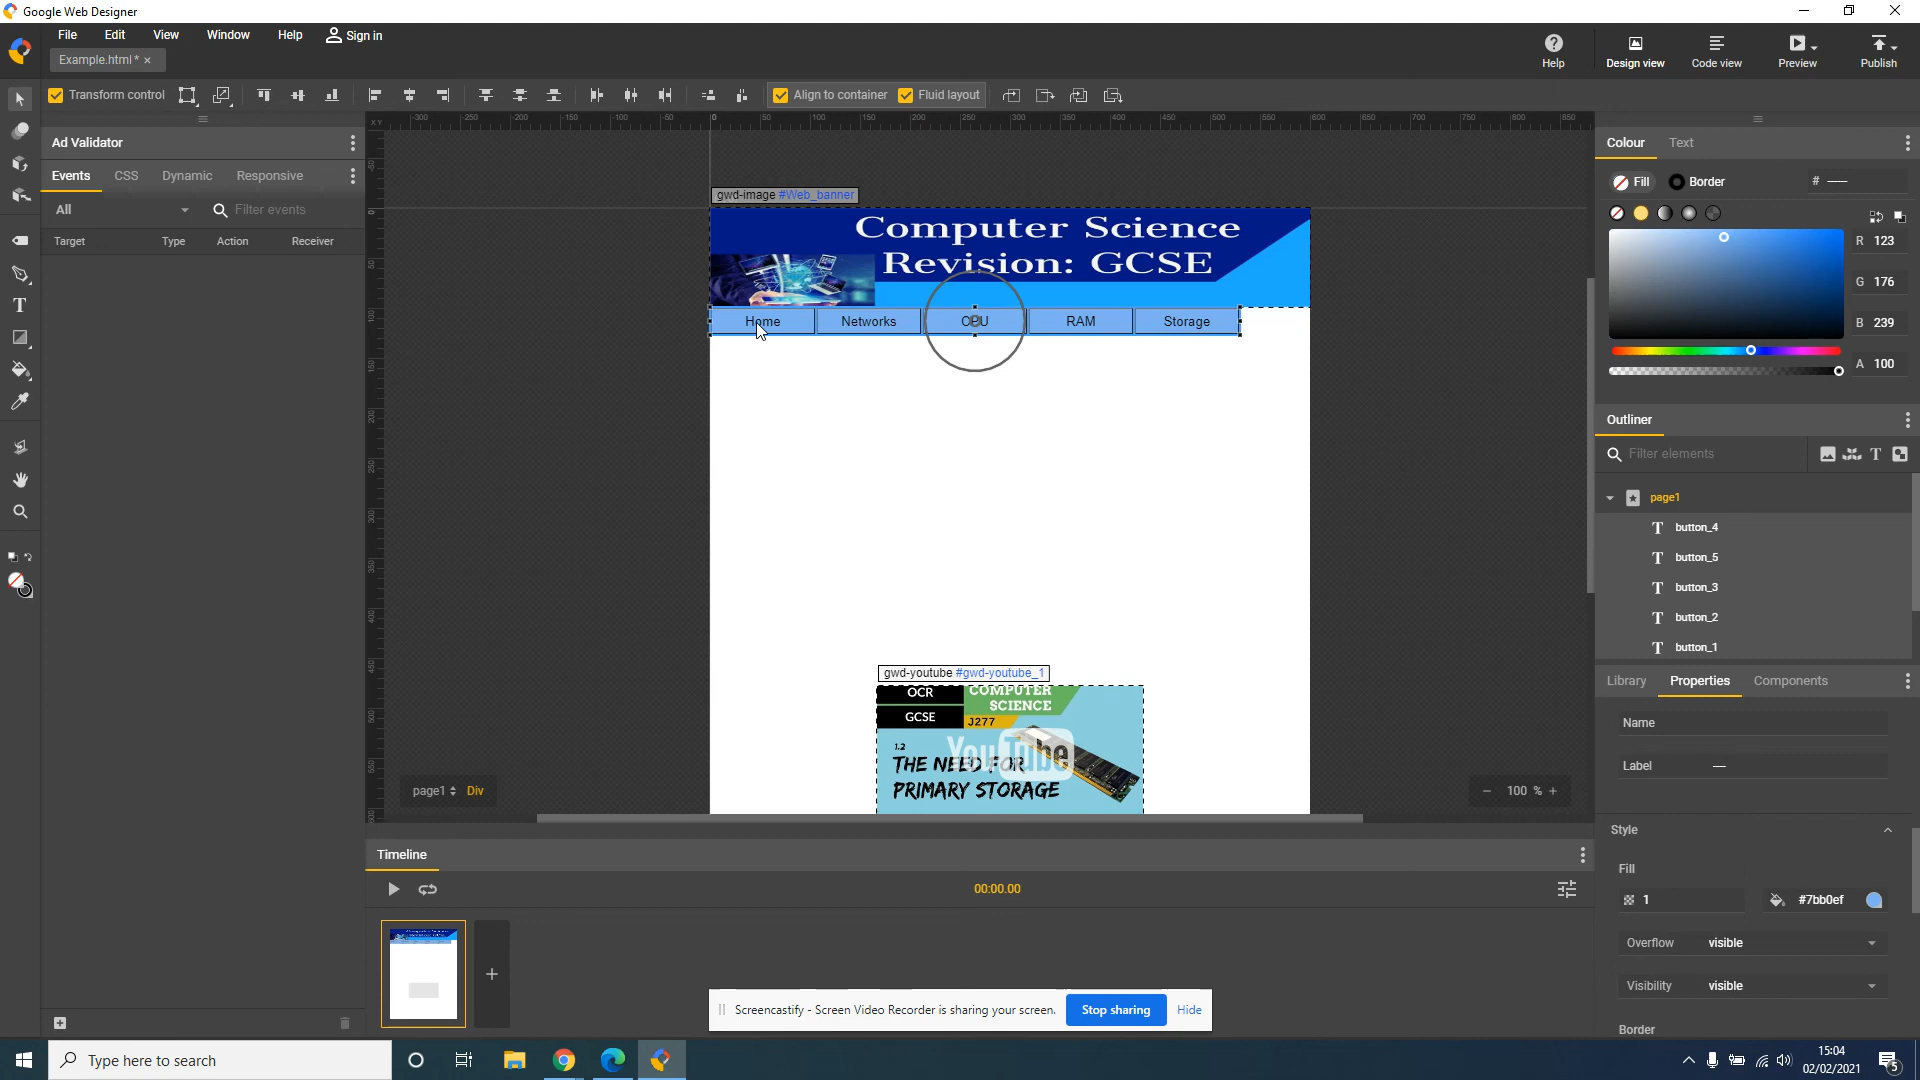 Google Web Designer
File Edit View Window Help Sign in
Example.html* ×
Help Design view Code view Preview Publish
Transform control Align to container Fluid layout
Ad Validator
Events CSS Dynamic Responsive
All Filter events
Target Type Action Receiver
gwd-image #Web_banner
Computer Science
Revision: GCSE
Home Networks CPU RAM Storage
gwd-youtube #gwd-youtube_1
OCR COMPUTER
SCIENCE
GCSE J277
YouTube
1.2
THE NEED FOR
PRIMARY STORAGE
page1 Div
100 %
Colour Text
Fill Border #
R 123
G 176
B 239
A 100
Outliner
Filter elements
page1
button_4
button_5
button_3
button_2
button_1
Library Properties Components
Name
Label
Style
Fill
1 #7bb0ef
Overflow visible
Visibility visible
Border
Timeline
00:00.00
Screencastify - Screen Video Recorder is sharing your screen. Stop sharing Hide
Type here to search
15:04
02/02/2021
5